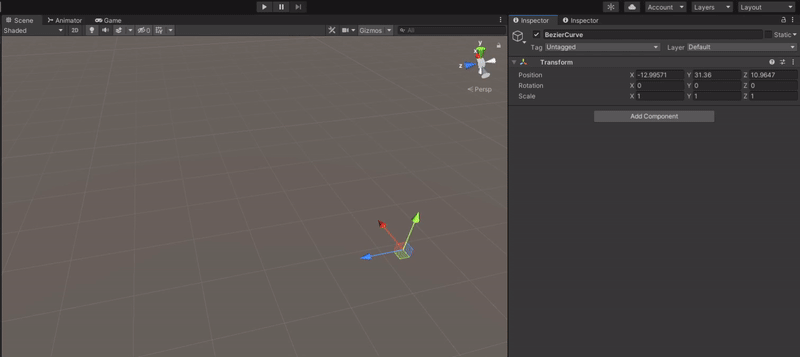 Account Layers Layout
Scene Animator Game
Shaded 2D 0 Gizmos All
y
x
z
Persp
Inspector Inspector
BezierCurve Static
Tag Untagged Layer Default
Transform
Position X -12.99571 Y 31.36 Z 10.9647
Rotation X 0 Y 0 Z 0
Scale X 1 Y 1 Z 1
Add Component